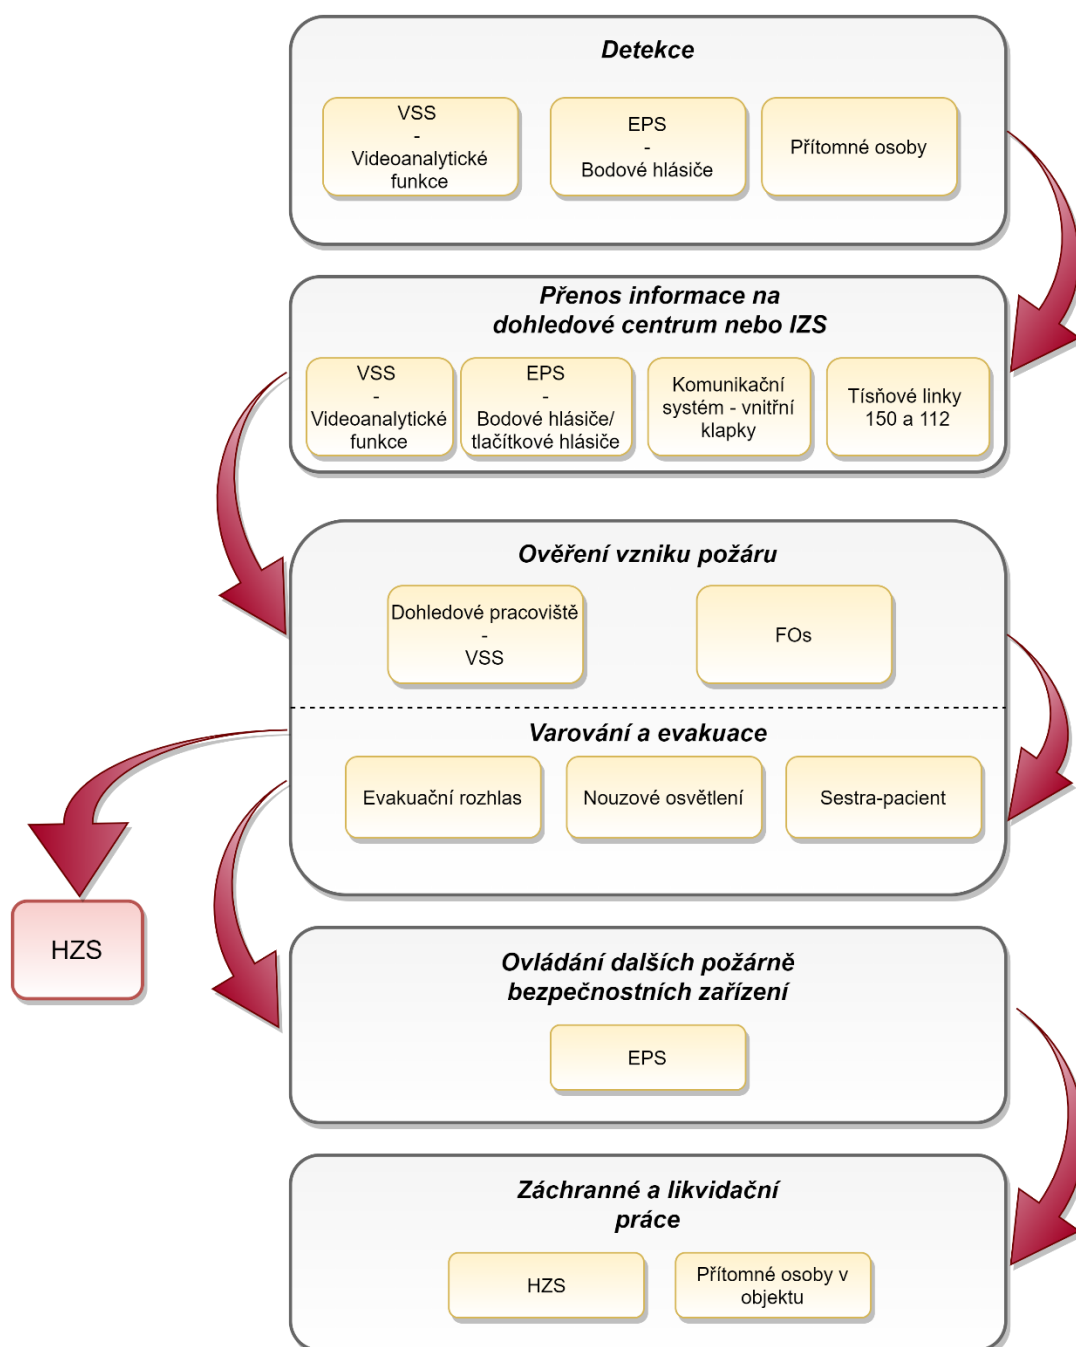 Detekce
VSS
-
Videoanalytické
funkce
EPS
-
Bodové hlásiče
Přítomné osoby
Přenos informace na
dohledové centrum nebo IZS
VSS
-
Videoanalytické
funkce
EPS
-
Bodové hlásiče/
tlačítkové hlásiče
Komunikační
systém - vnitřní
klapky
Tísňové linky
150 a 112
Ověření vzniku požáru
Dohledové pracoviště
-
VSS
FOs
Varování a evakuace
Evakuační rozhlas
Nouzové osvětlení
Sestra-pacient
HZS
Ovládání dalších požárně
bezpečnostních zařízení
EPS
Záchranné a likvidační
práce
HZS
Přítomné osoby v
objektu